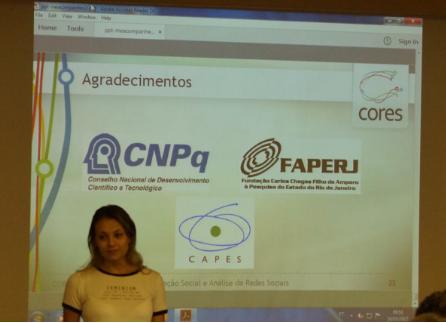 File Edit View Window Help
Home Tools
Sign In
Agradecimentos
cores
CNPq
Conselho Nacional de Desenvolvimento
Científico e Tecnológico
FAPERJ
Fundação Carlos Chagas Filho de Amparo
à Pesquisa do Estado do Rio de Janeiro
CAPES
Social e Análise de Redes Sociais